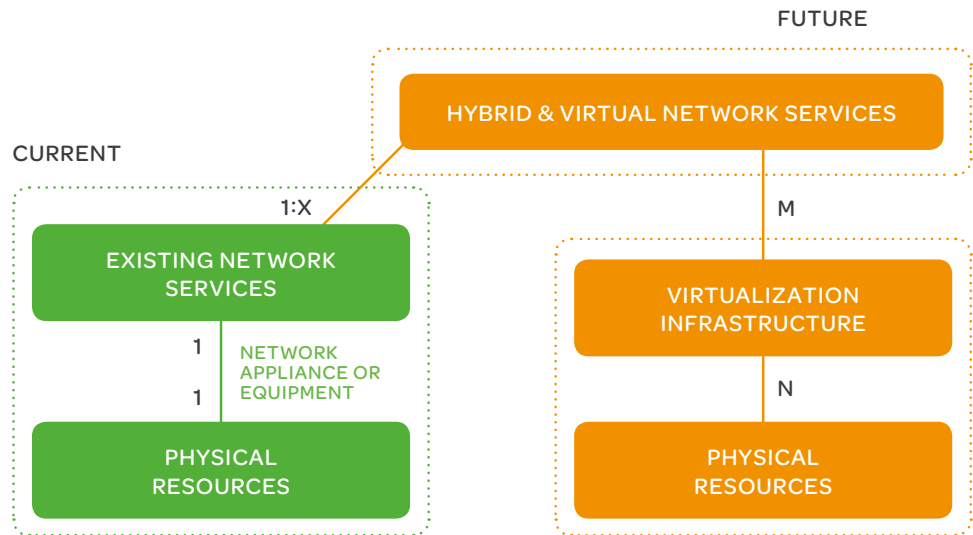 FUTURE
HYBRID & VIRTUAL NETWORK SERVICES
CURRENT
1:X
M
EXISTING NETWORK
SERVICES
VIRTUALIZATION
INFRASTRUCTURE
1
NETWORK
APPLIANCE OR
EQUIPMENT
1
N
PHYSICAL
RESOURCES
PHYSICAL
RESOURCES